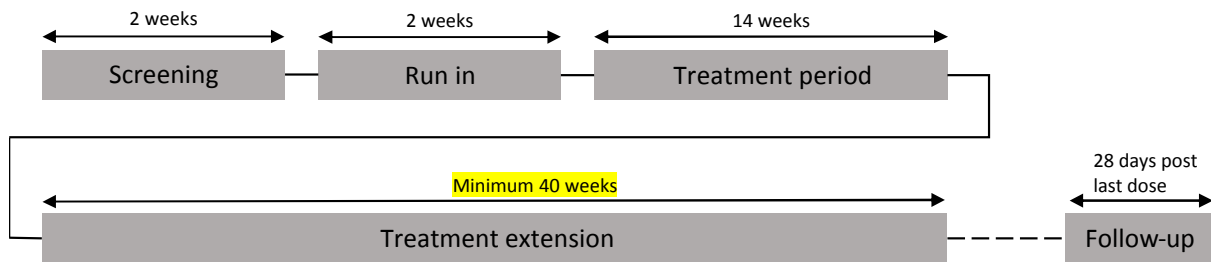 2 weeks
2 weeks
14 weeks
Screening
Run in
Treatment period
28 days post
last dose
Minimum 40 weeks
Treatment extension
Follow-up